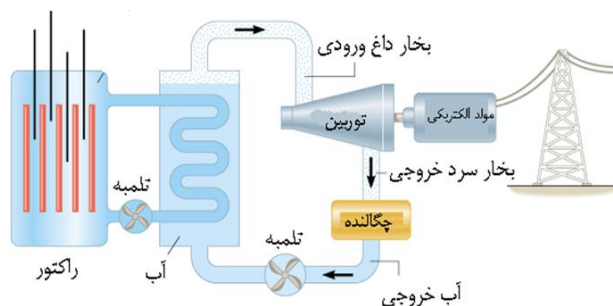 بخار داغ ورودی
توربین
مولد الکتریکی
بخار سرد خروجی
چگالنده
تلمبه
تلمبه
آب
راکتور
آب خروجی